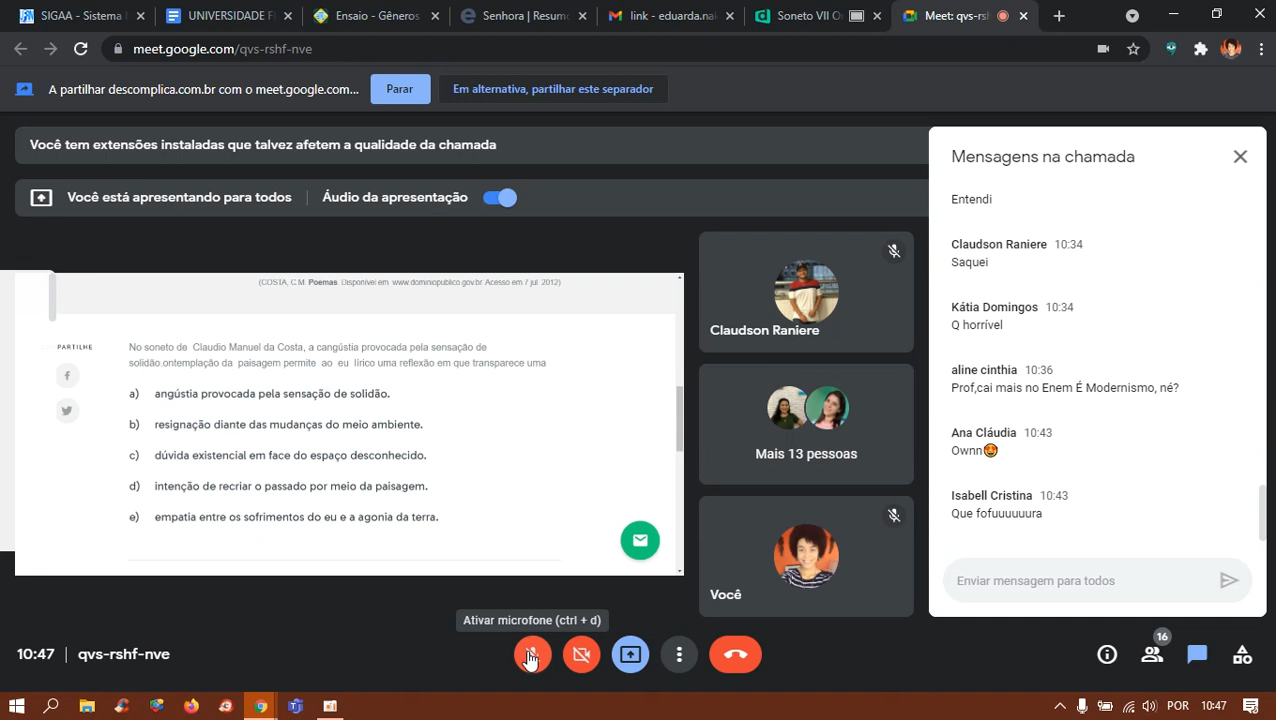 SIGAA - Sistema I
UNIVERSIDADE F
Ensaio - Gêneros
Senhora | Resumo
link - eduarda.nak
Soneto VII O
Meet: qvs-rsh
meet.google.com/qvs-rshf-nve
A partilhar descomplica.com.br com o meet.google.com...
Parar
Em alternativa, partilhar este separador
Você tem extensões instaladas que talvez afetem a qualidade da chamada
Você está apresentando para todos
Áudio da apresentação
(COSTA, C.M. Poemas. Disponível em www.dominiopublico.gov.br. Acesso em 7 jul 2012)
PARTILHE
No soneto de Claudio Manuel da Costa, a cangústia provocada pela sensação de
solidão.ontemplação da paisagem permite ao eu lírico uma reflexão em que transparece uma
a) angústia provocada pela sensação de solidão.
b) resignação diante das mudanças do meio ambiente.
c) dúvida existencial em face do espaço desconhecido.
d) intenção de recriar o passado por meio da paisagem.
e) empatia entre os sofrimentos do eu e a agonia da terra.
Claudson Raniere
Mais 13 pessoas
Você
Mensagens na chamada
Entendi
Claudson Raniere 10:34
Saquei
Kátia Domingos 10:34
Q horrível
aline cinthia 10:36
Prof,cai mais no Enem É Modernismo, né?
Ana Cláudia 10:43
Ownn😍
Isabell Cristina 10:43
Que fofuuuuuura
Enviar mensagem para todos
Ativar microfone (ctrl + d)
10:47 | qvs-rshf-nve
16
POR 10:47